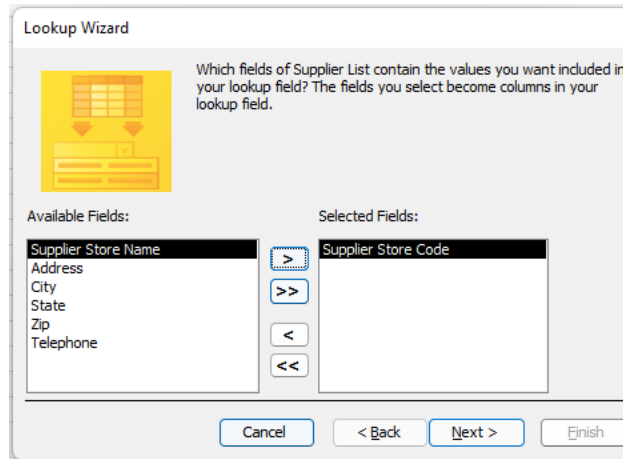 Lookup Wizard
Which fields of Supplier List contain the values you want included in
your lookup field? The fields you select become columns in your
lookup field.
Available Fields:
Selected Fields:
Supplier Store Name
Address
City
State
Zip
Telephone
>
>>
<
<<
Supplier Store Code
Cancel
< Back
Next >
Finish